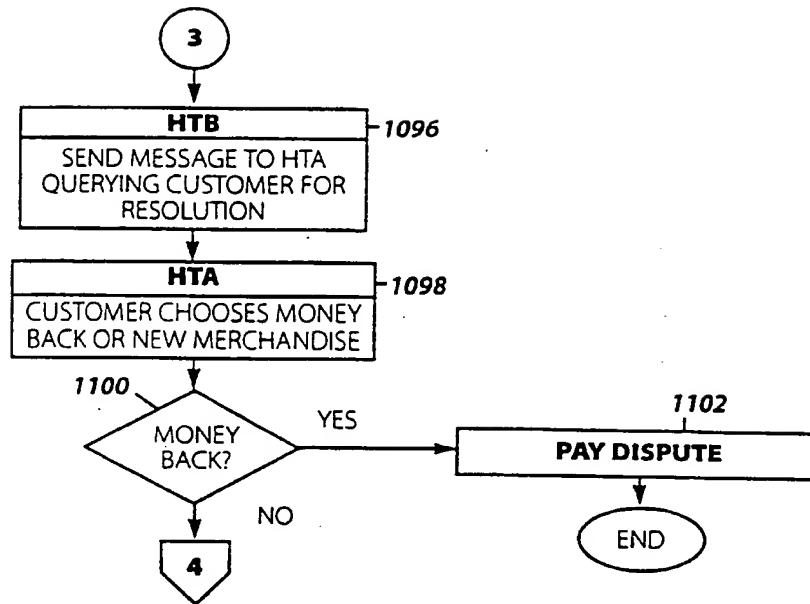 3
HTB
1096
SEND MESSAGE TO HTA
QUERYING CUSTOMER FOR
RESOLUTION
HTA
1098
CUSTOMER CHOOSES MONEY
BACK OR NEW MERCHANDISE
1100
MONEY
BACK?
YES
1102
PAY DISPUTE
NO
END
4